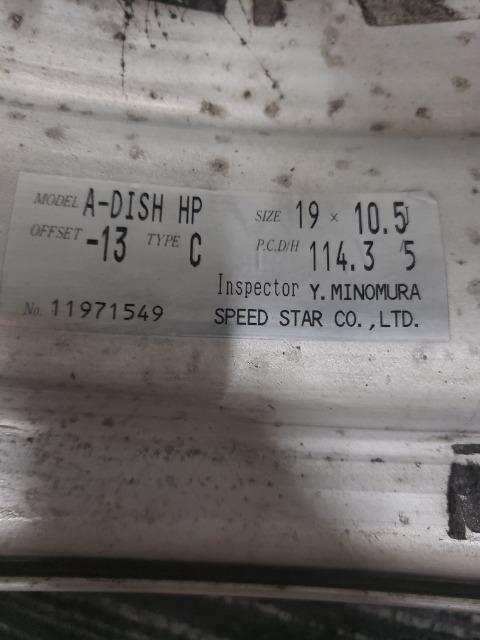 MODEL A-DISH HP SIZE 19 × 10.5J
OFFSET -13 TYPE C P.C.D/H 114.3 /5
Inspector Y.MINOMURA
No. 11971549 SPEED STAR CO.,LTD.